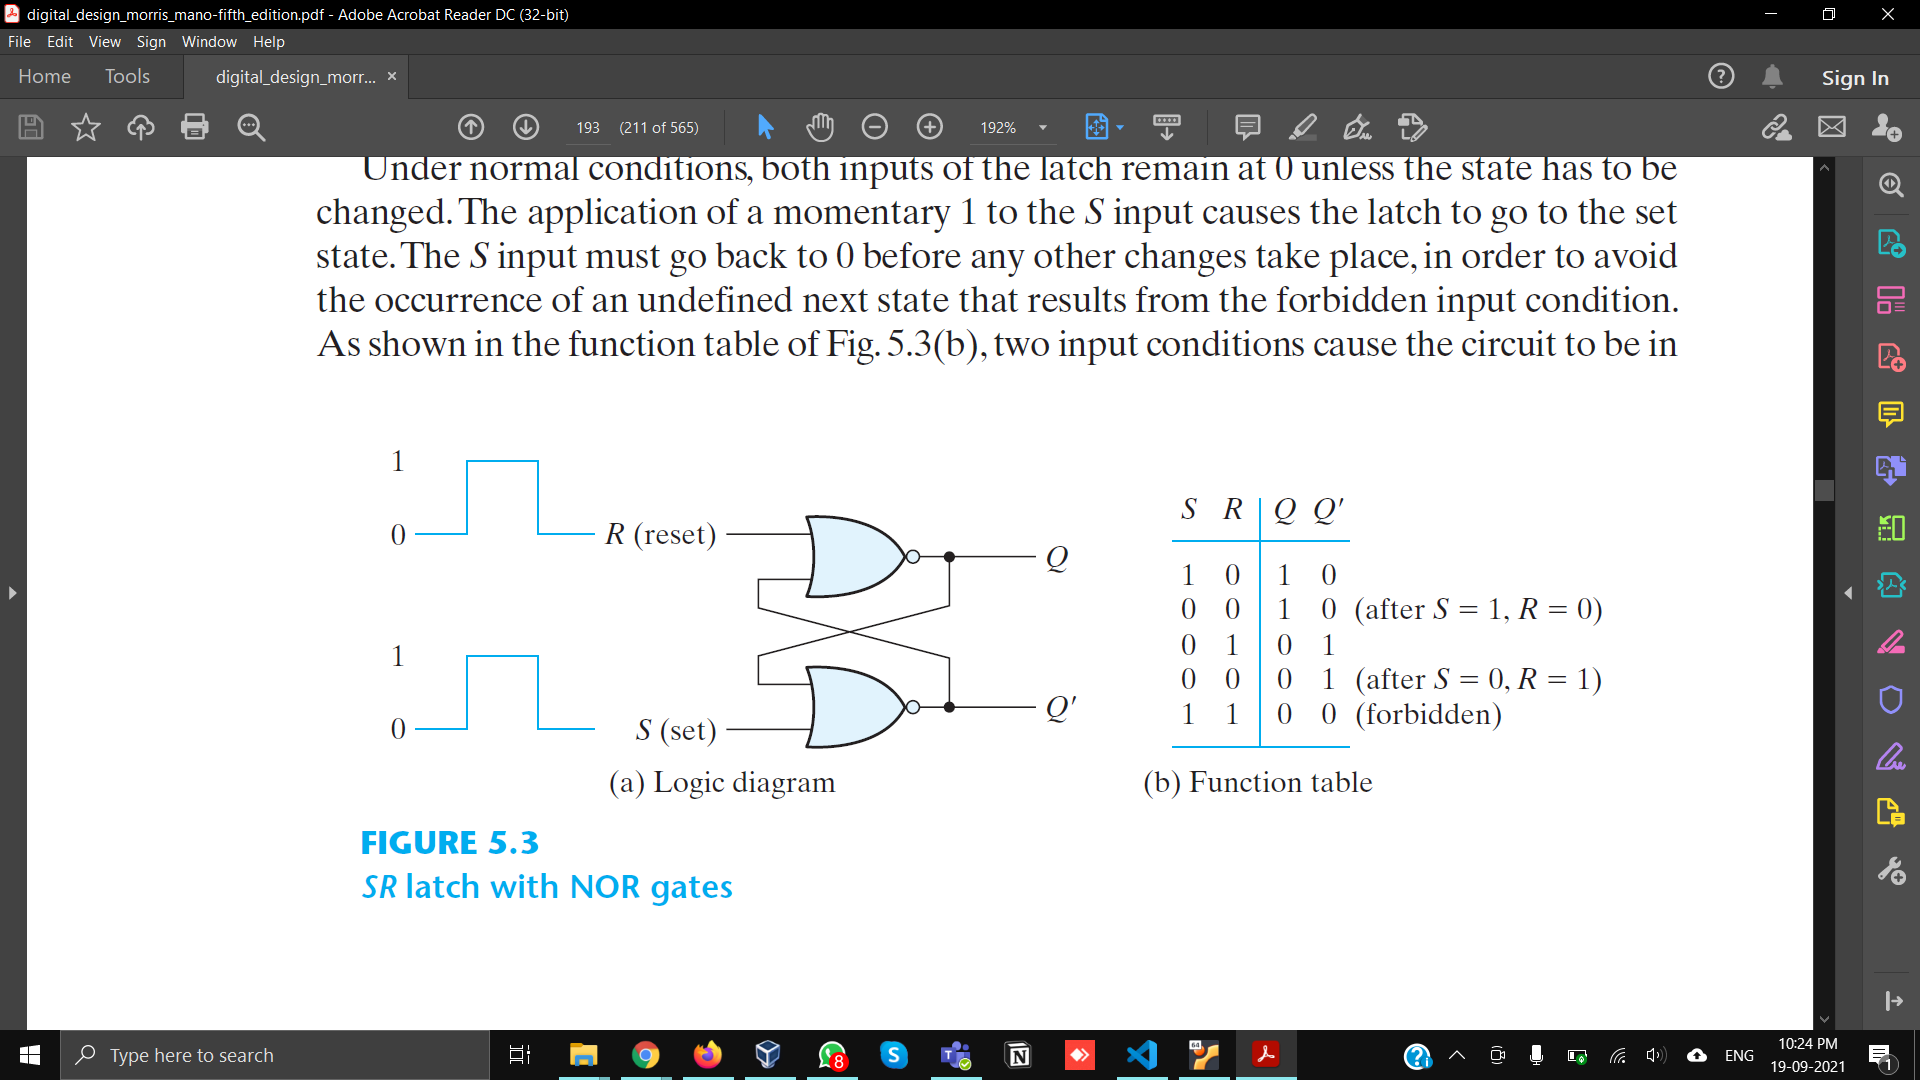 digital_design_morris_mano-fifth_edition.pdf - Adobe Acrobat Reader DC (32-bit)
File Edit View Sign Window Help
Home Tools digital_design_morr... × Sign In
193 (211 of 565) 192%
Under normal conditions, both inputs of the latch remain at 0 unless the state has to be
changed. The application of a momentary 1 to the S input causes the latch to go to the set
state. The S input must go back to 0 before any other changes take place, in order to avoid
the occurrence of an undefined next state that results from the forbidden input condition.
As shown in the function table of Fig. 5.3(b), two input conditions cause the circuit to be in
1
0
R (reset)
Q
1
0
S (set)
Q'
(a) Logic diagram
S R Q Q'
1 0 1 0
0 0 1 0 (after S = 1, R = 0)
0 1 0 1
0 0 0 1 (after S = 0, R = 1)
1 1 0 0 (forbidden)
(b) Function table
FIGURE 5.3
SR latch with NOR gates
Type here to search
8
64
ENG
10:24 PM
19-09-2021
1